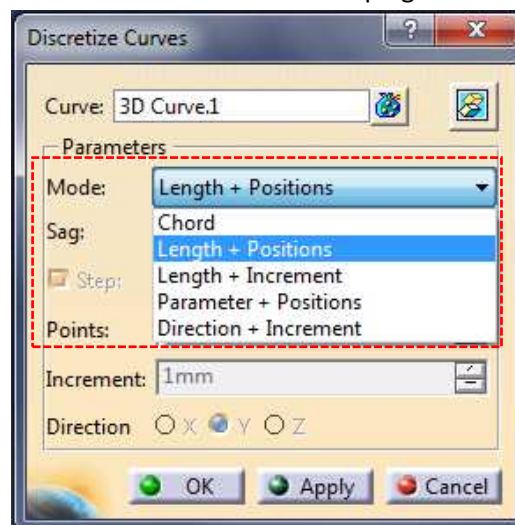 Discretize Curves
Curve: 3D Curve.1
Parameters
Mode: Length + Positions
Chord
Sag:
Length + Positions
Step: Length + Increment
Parameter + Positions
Points: Direction + Increment
Increment: 1mm
Direction X Y Z
OK Apply Cancel